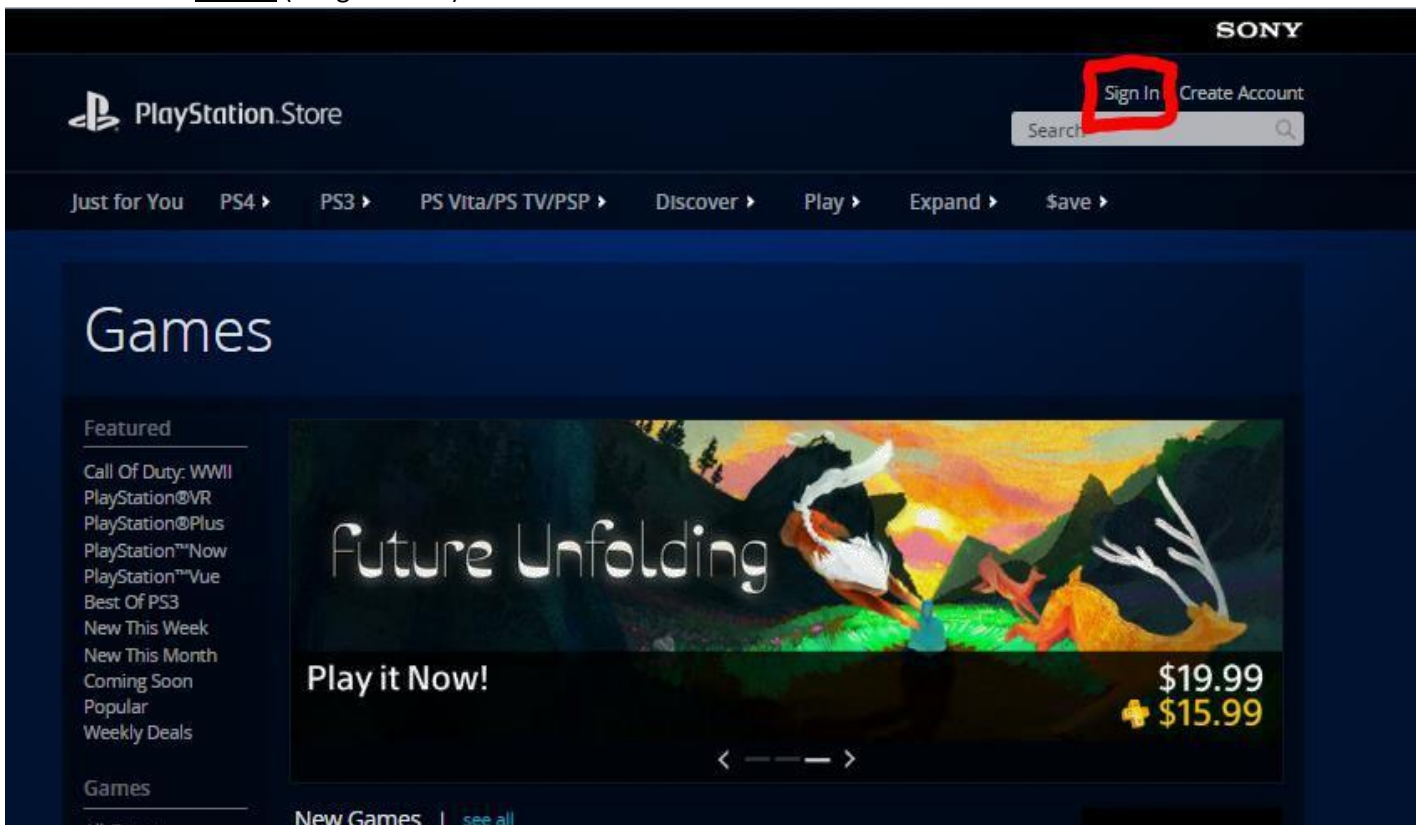 SONY
PlayStation.Store
Sign In
Create Account
Search
Just for You PS4 PS3 PS Vita/PS TV/PSP Discover Play Expand $ave
Games
Featured
Call Of Duty: WWII
PlayStation®VR
PlayStation®Plus
PlayStation™Now
PlayStation™Vue
Best Of PS3
New This Week
New This Month
Coming Soon
Popular
Weekly Deals
Games
Future Unfolding
Play it Now!
$19.99
$15.99
New Games | see all